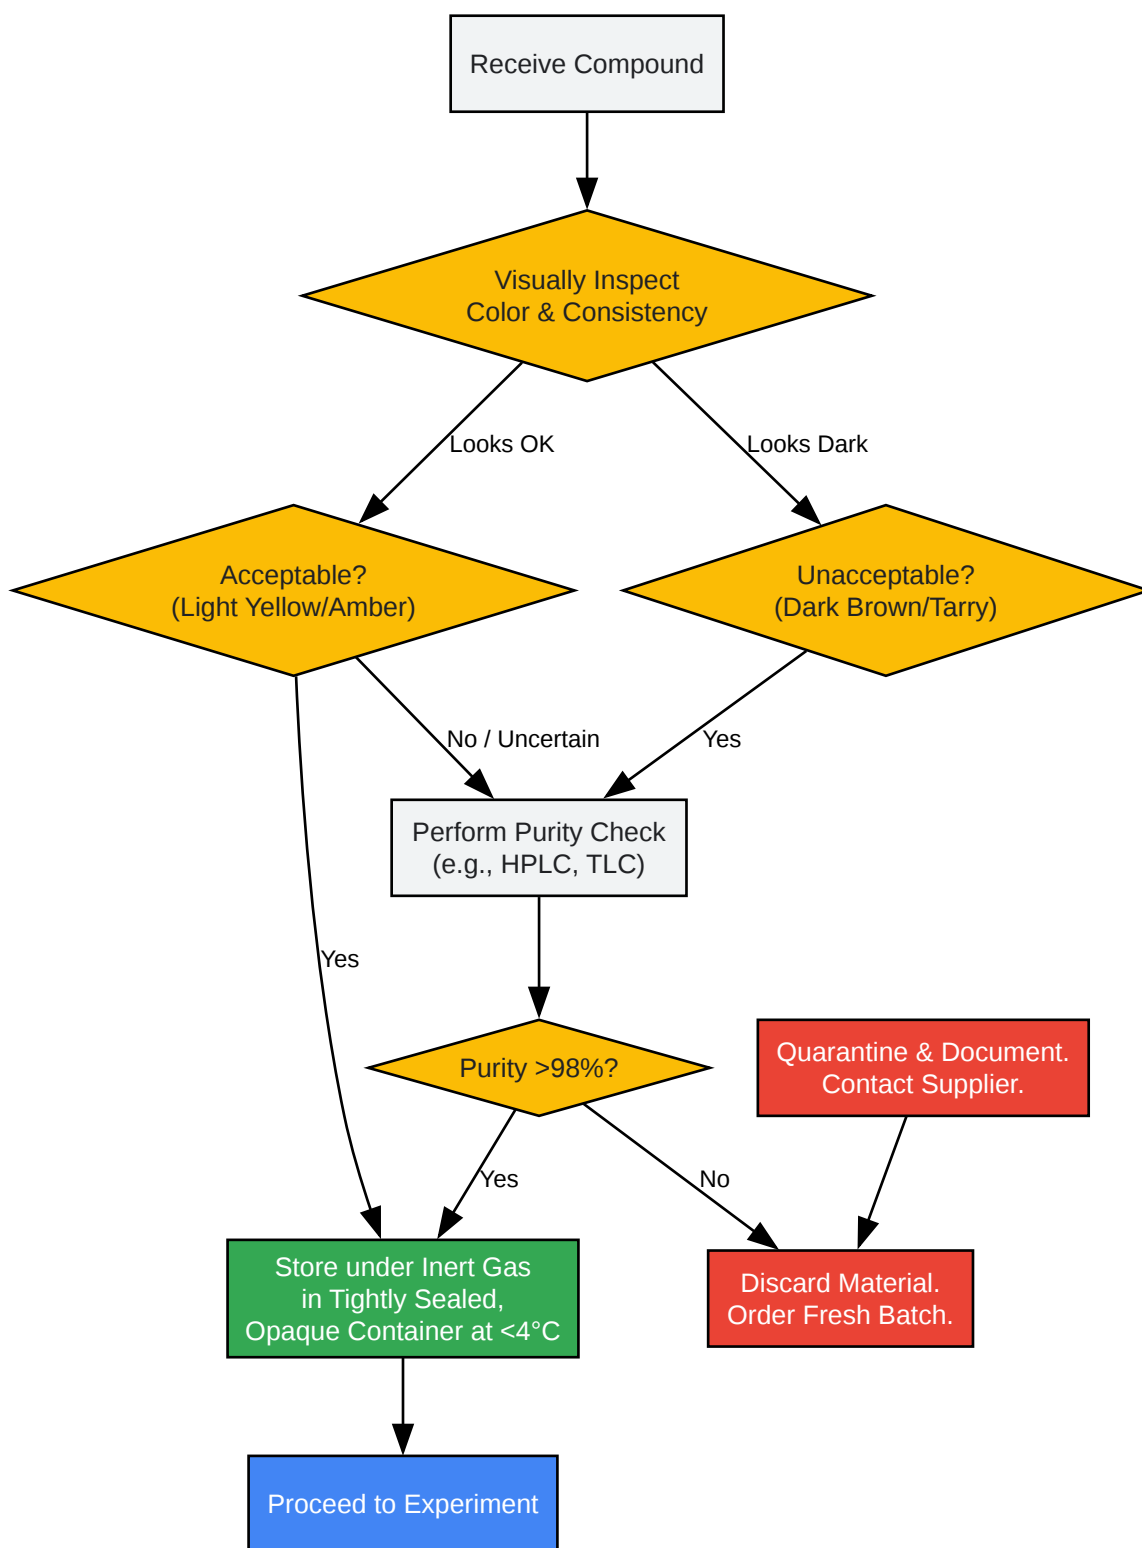 Receive Compound
Visually Inspect
Color & Consistency
Looks OK
Looks Dark
Acceptable?
(Light Yellow/Amber)
Unacceptable?
(Dark Brown/Tarry)
No / Uncertain
Yes
Perform Purity Check
(e.g., HPLC, TLC)
Yes
Purity >98%?
Quarantine & Document.
Contact Supplier.
Yes
No
Store under Inert Gas
in Tightly Sealed,
Opaque Container at <4°C
Discard Material.
Order Fresh Batch.
Proceed to Experiment